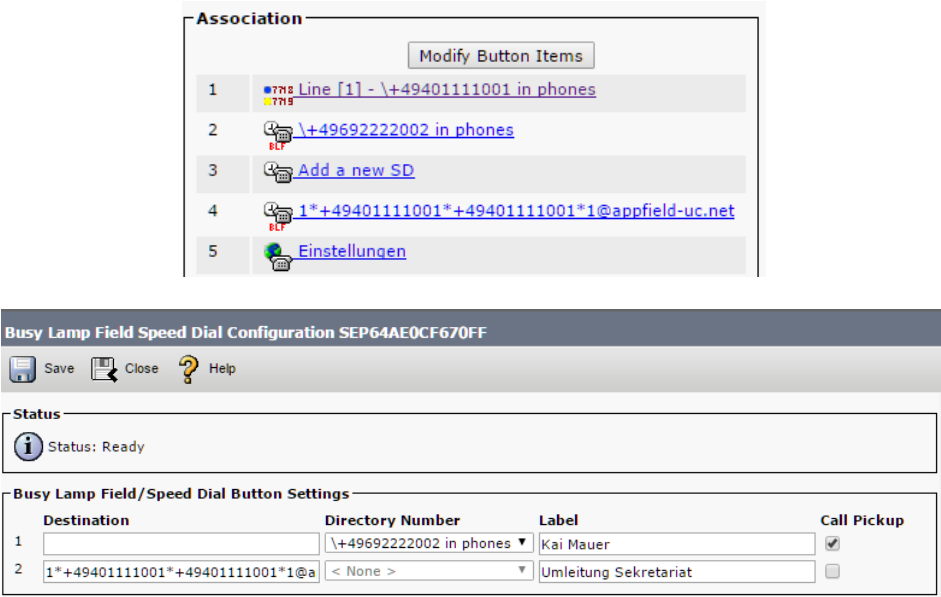 Association
Modify Button Items
1 7718 7719 Line [1] - \+49401111001 in phones
2 BLF \+49692222002 in phones
3 Add a new SD
4 BLF 1*+49401111001*+49401111001*1@appfield-uc.net
5 Einstellungen
Busy Lamp Field Speed Dial Configuration SEP64AE0CF670FF
Save Close Help
Status
Status: Ready
Busy Lamp Field/Speed Dial Button Settings
Destination Directory Number Label Call Pickup
1 \+49692222002 in phones Kai Mauer
2 1*+49401111001*+49401111001*1@a < None > Umleitung Sekretariat